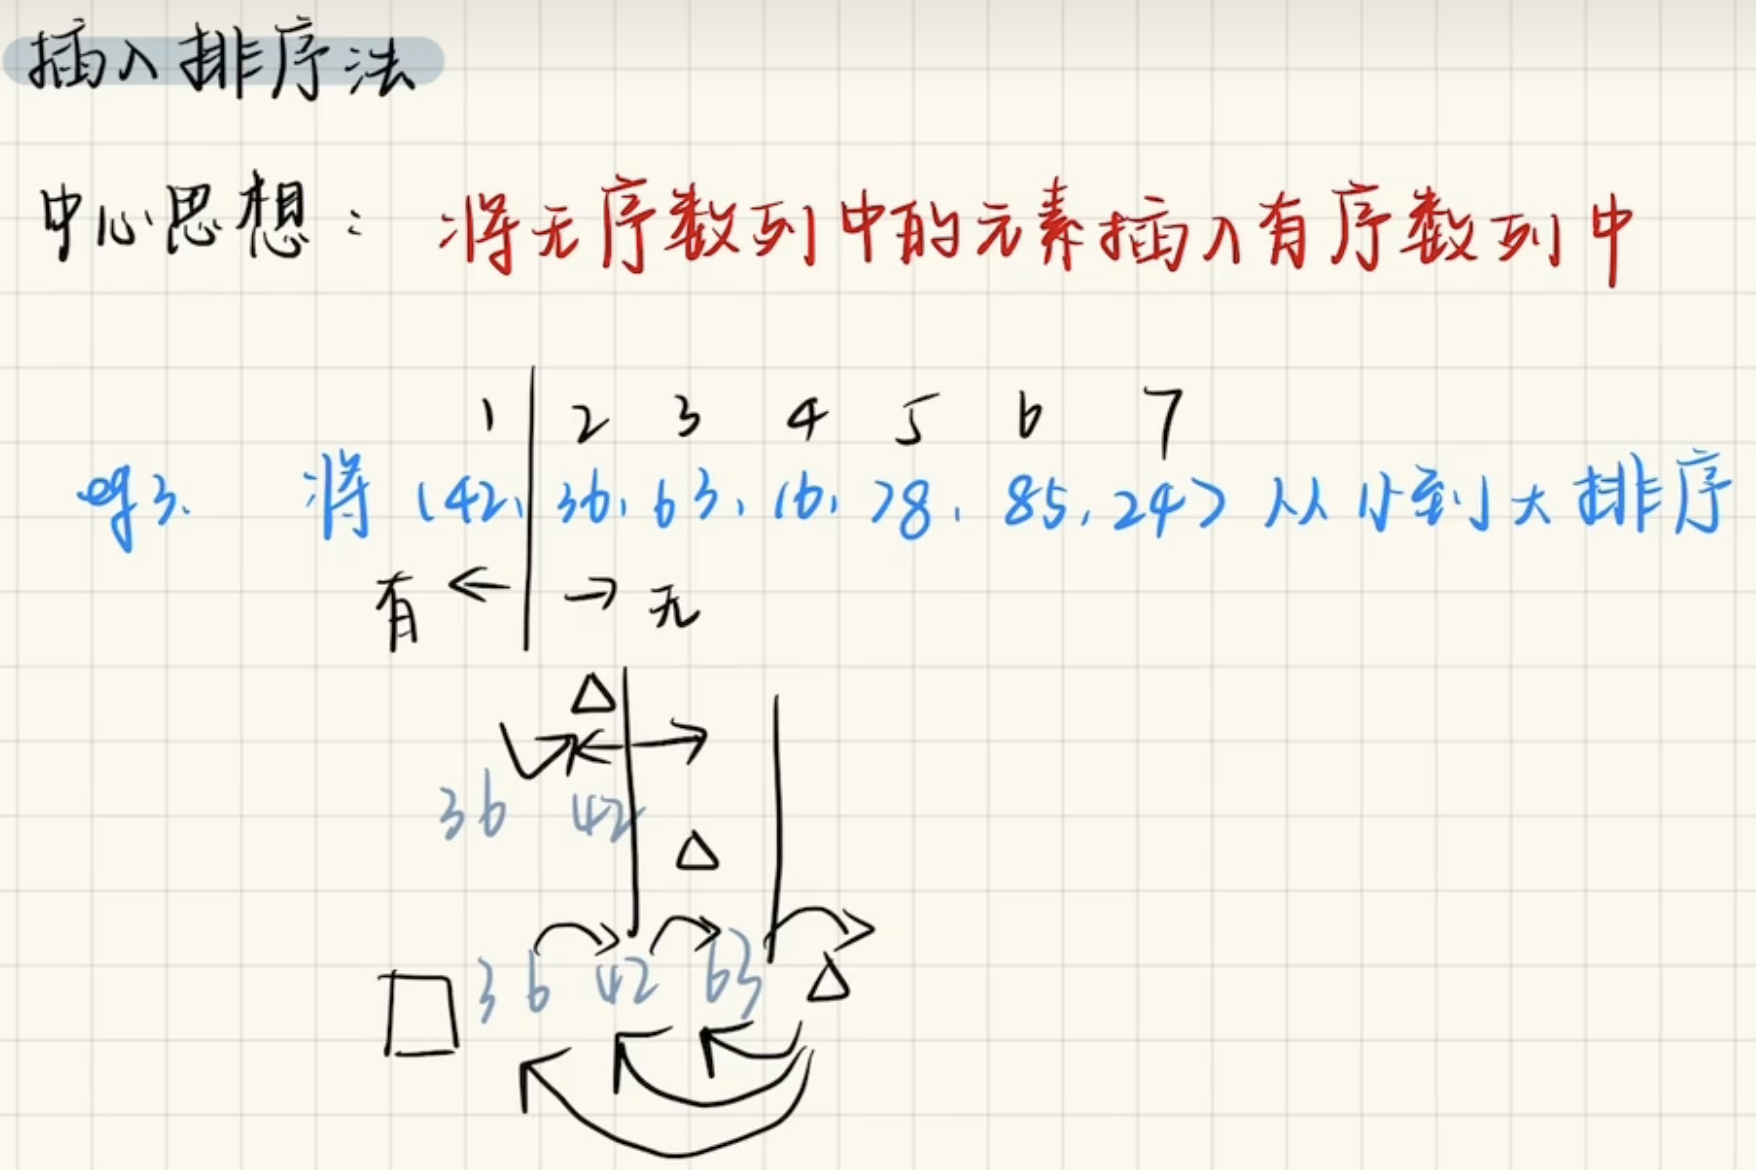 插入排序法
中心思想：将无序数列中的元素插入有序数列中
1 2 3 4 5 6 7
eg3. 将(42, 36, 63, 16, 78, 85, 24)从小到大排序
有 ← → 无
36 42
36 42 63